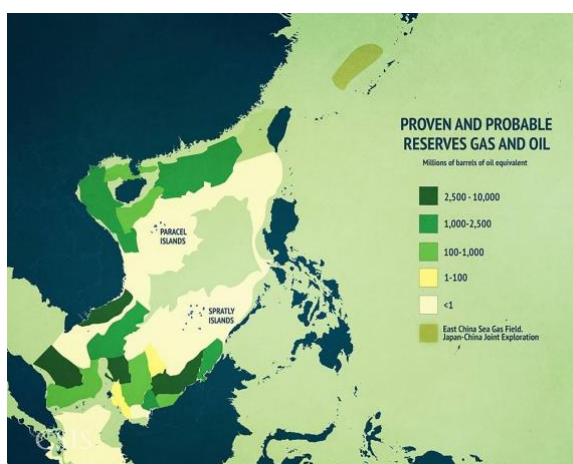 PROVEN AND PROBABLE
RESERVES GAS AND OIL
Millions of barrels of oil equivalent
2,500 - 10,000
1,000-2,500
100-1,000
1-100
<1
East China Sea Gas Field.
Japan-China Joint Exploration
PARACEL
ISLANDS
SPRATLY
ISLANDS
CSIS